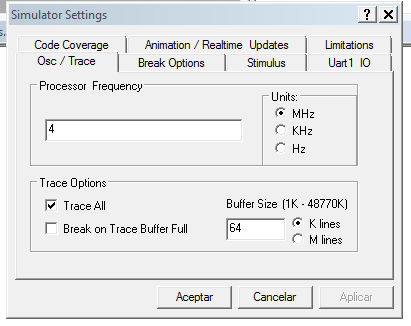 Simulator Settings
Code Coverage Animation / Realtime Updates Limitations
Osc / Trace Break Options Stimulus Uart1 IO
Processor Frequency
Units:
4
MHz
KHz
Hz
Trace Options
Trace All
Break on Trace Buffer Full
Buffer Size (1K - 48770K)
64
K lines
M lines
Aceptar Cancelar Aplicar